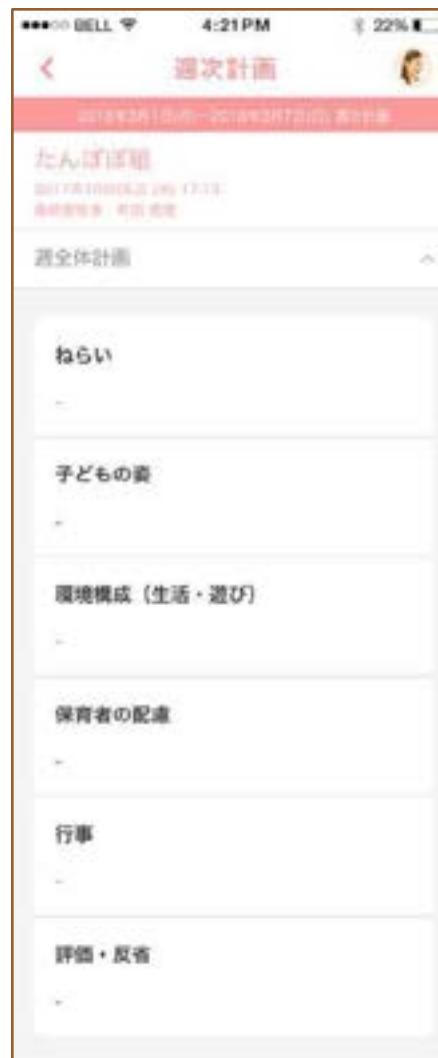 BELL 4:21 PM 22%
週次計画
たんぽぽ組
週全体計画
ねらい
-
子どもの姿
-
環境構成（生活・遊び）
-
保育者の配慮
-
行事
-
評価・反省
-